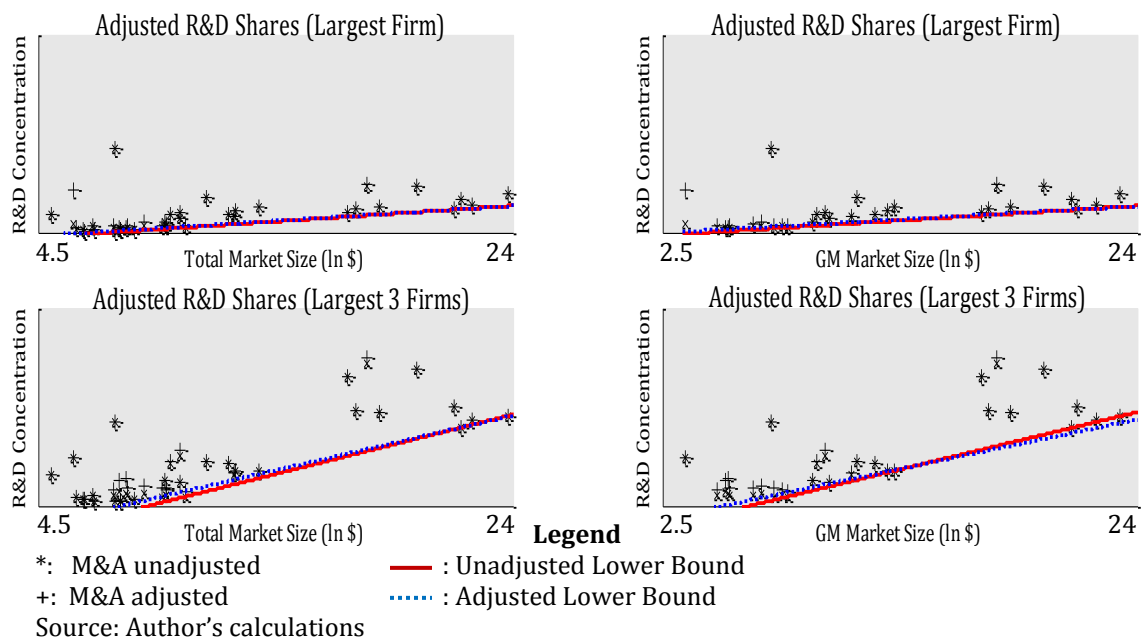 Adjusted R&D Shares (Largest Firm)
R&D Concentration
4.5
Total Market Size (ln $)
24
Adjusted R&D Shares (Largest Firm)
R&D Concentration
2.5
GM Market Size (ln $)
24
Adjusted R&D Shares (Largest 3 Firms)
R&D Concentration
4.5
Total Market Size (ln $)
24
Adjusted R&D Shares (Largest 3 Firms)
R&D Concentration
2.5
GM Market Size (ln $)
24
Legend
*: M&A unadjusted
: Unadjusted Lower Bound
+: M&A adjusted
: Adjusted Lower Bound
Source: Author's calculations